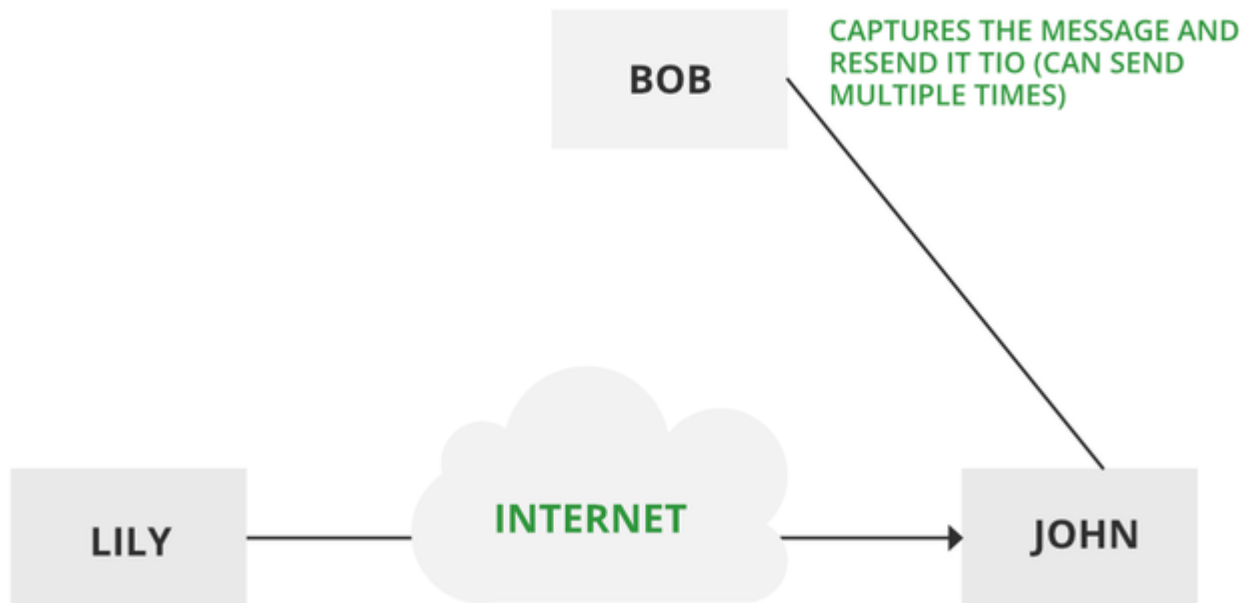 BOB
CAPTURES THE MESSAGE AND
RESEND IT TIO (CAN SEND
MULTIPLE TIMES)
INTERNET
LILY
JOHN